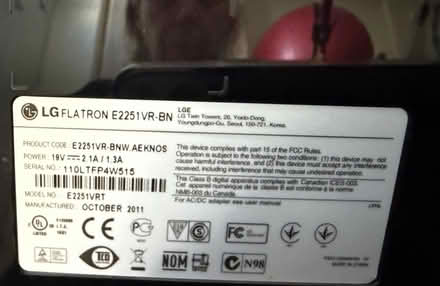 LG FLATRON E2251VR-BN
LGE
LG Twin Towers, 20, Yoido-Dong,
Youngdungpo-Gu, Seoul, 150-721, Korea.
PRODUCT CODE: E2251VR-BNW.AEKNOS
POWER: 19V 2.1A / 1.3A
SERIAL NO.: 110LTFP4W515
MODEL NO.: E2251VRT
MANUFACTURED: OCTOBER 2011
This device complies with part 15 of the FCC Rules.
Operation is subject to the following two conditions: (1) this device may not
cause harmful interference, and (2) this device must accept any interference
received, including interference that may cause undesired operation.
This Class B digital apparatus complies with Canadian ICES-003.
Cet appareil numérique de la classe B est conforme à la norme
NMB-003 du Canada.
For AC/DC adapter see user manual
UL
LISTED
I.T.E.
CE
FC
TCO
NOM
N98